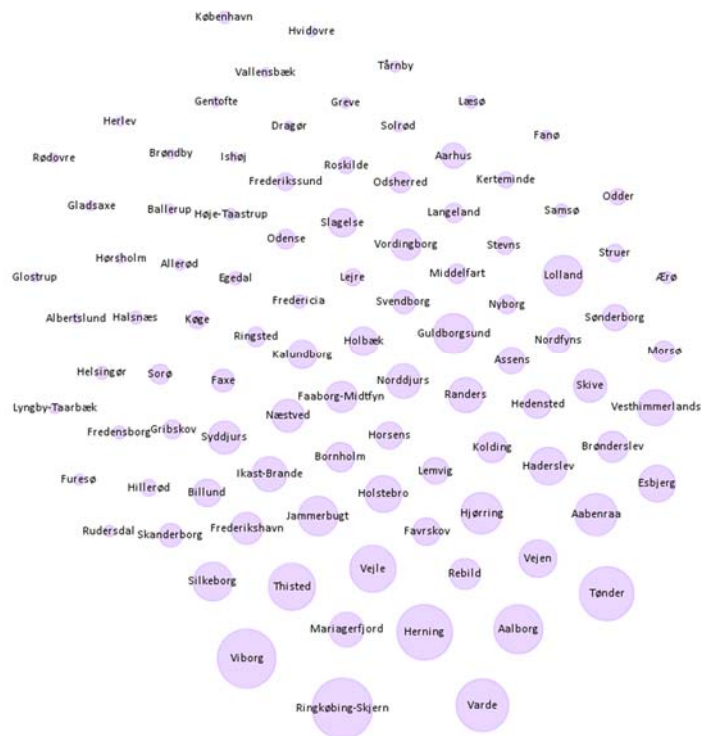 København
Hvidovre
Tårnby
Vallensbæk
Gentofte
Greve
Læsø
Herlev
Dragør
Solrød
Fanø
Rødovre
Brøndby
Ishøj
Roskilde
Aarhus
Frederikssund
Odsherred
Kerteminde
Odder
Gladsaxe
Ballerup
Høje-Taastrup
Slagelse
Langeland
Samsø
Odense
Vordingborg
Stevns
Struer
Hørsholm
Allerød
Glostrup
Egedal
Lejre
Middelfart
Lolland
Ærø
Fredericia
Svendborg
Nyborg
Albertslund
Halsnæs
Køge
Sønderborg
Ringsted
Kalundborg
Holbæk
Guldborgsund
Nordfyns
Assens
Morsø
Helsingør
Sorø
Faxe
Norddjurs
Skive
Lyngby-Taarbæk
Faaborg-Midtfyn
Randers
Hedensted
Vesthimmerlands
Næstved
Fredensborg
Gribskov
Syddjurs
Horsens
Kolding
Brønderslev
Bornholm
Haderslev
Furesø
Hillerød
Billund
Ikast-Brande
Lemvig
Esbjerg
Holstebro
Jammerbugt
Hjørring
Aabenraa
Rudersdal
Skanderborg
Frederikshavn
Favrskov
Vejen
Silkeborg
Thisted
Vejle
Rebild
Tønder
Mariagerfjord
Herning
Aalborg
Viborg
Ringkøbing-Skjern
Varde